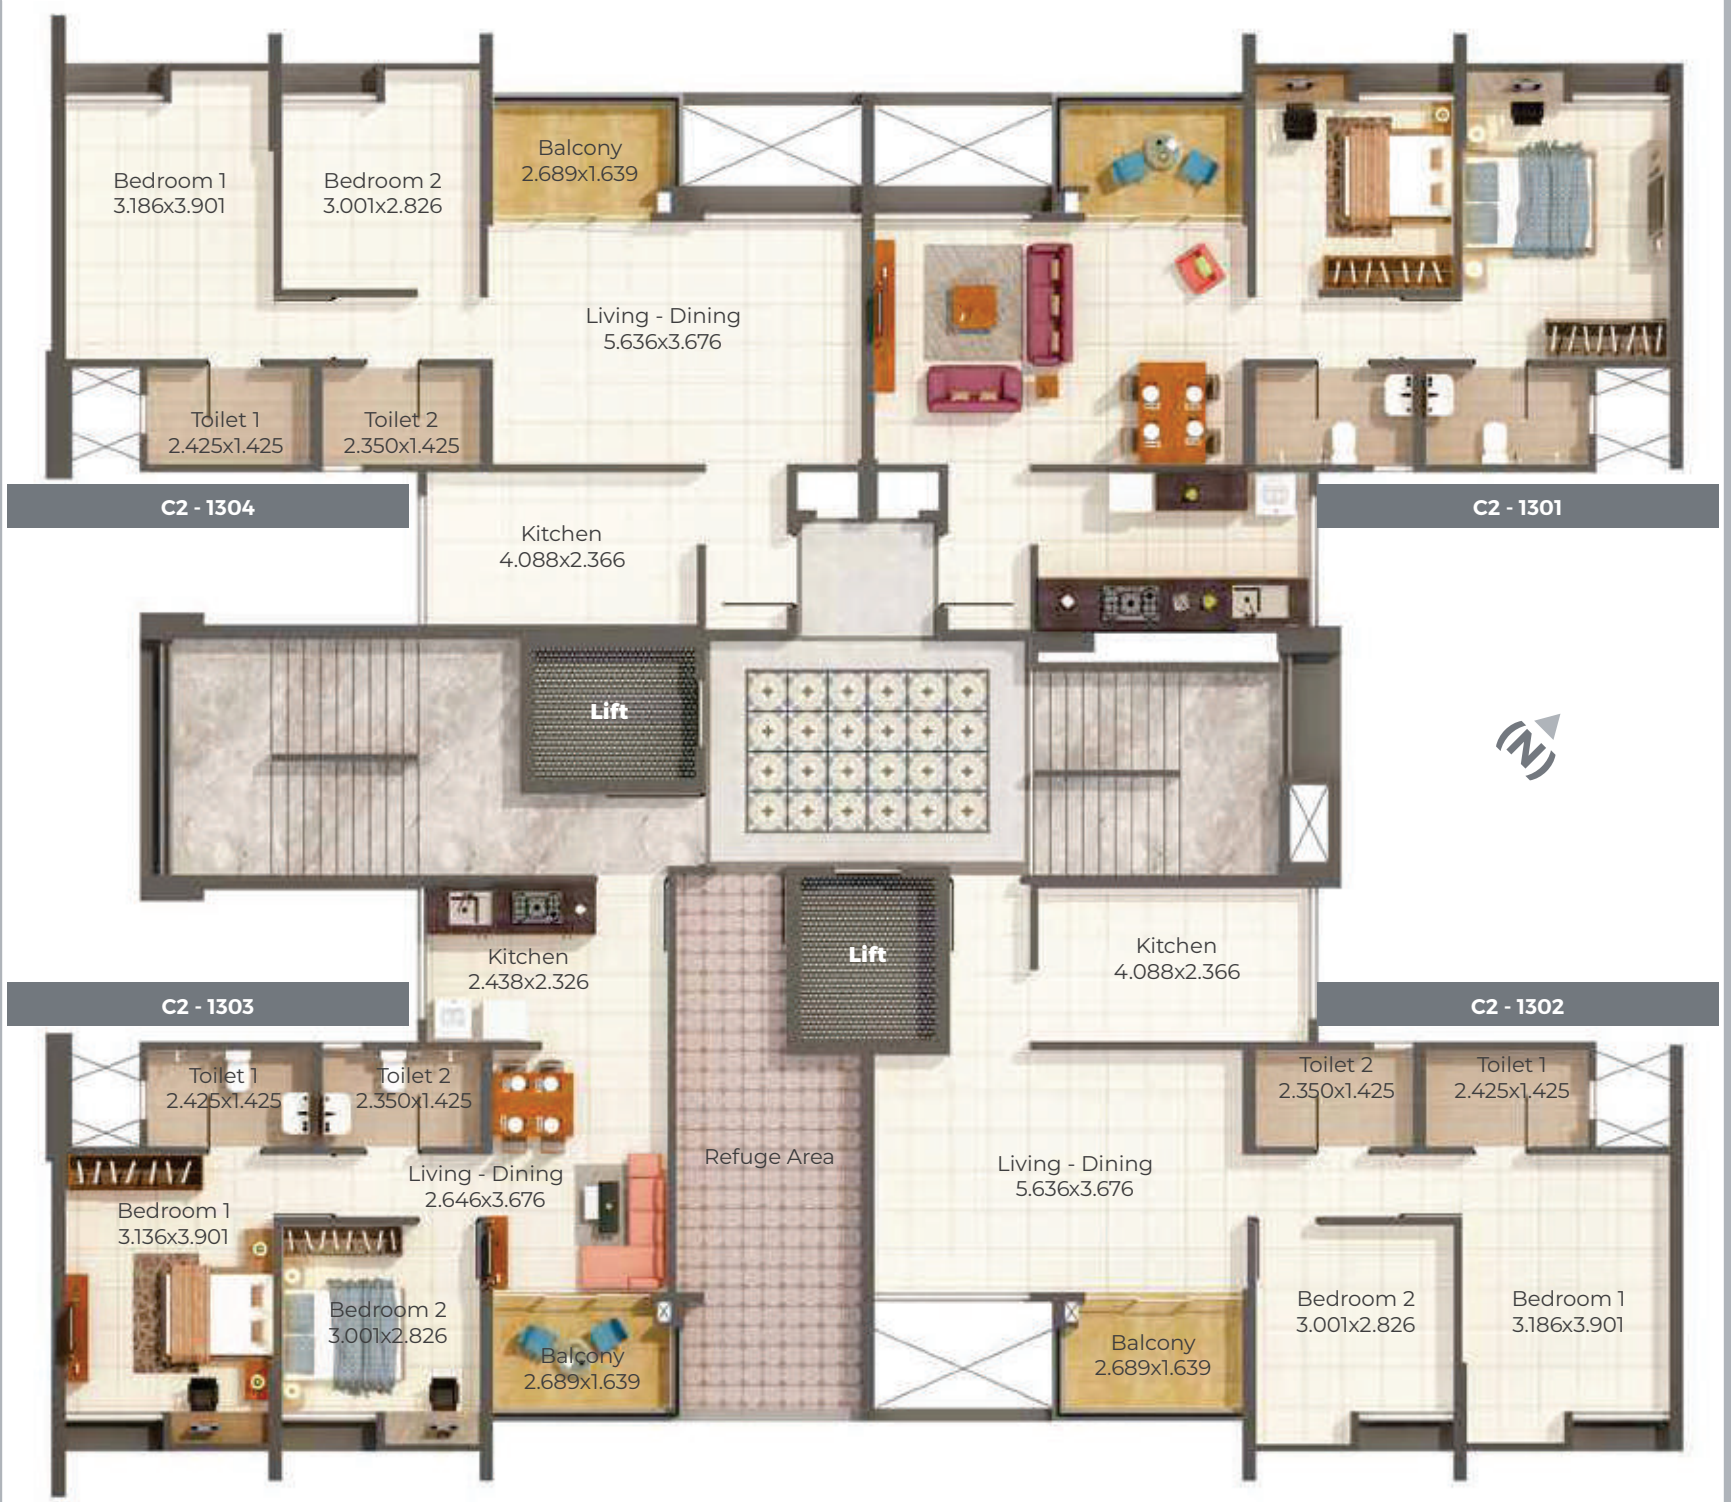 Bedroom 1
3.186x3.901
Bedroom 2
3.001x2.826
Balcony
2.689x1.639
Living - Dining
5.636x3.676
Toilet 1
2.425x1.425
Toilet 2
2.350x1.425
C2 - 1304
C2 - 1301
Kitchen
4.088x2.366
Lift
N
Lift
Kitchen
2.438x2.326
Kitchen
4.088x2.366
C2 - 1303
C2 - 1302
Toilet 1
2.425x1.425
Toilet 2
2.350x1.425
Toilet 2
2.350x1.425
Toilet 1
2.425x1.425
Refuge Area
Living - Dining
2.646x3.676
Living - Dining
5.636x3.676
Bedroom 1
3.136x3.901
Bedroom 2
3.001x2.826
Balcony
2.689x1.639
Balcony
2.689x1.639
Bedroom 2
3.001x2.826
Bedroom 1
3.186x3.901